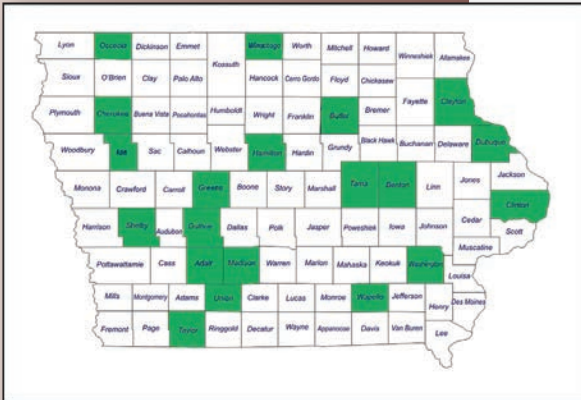 Lyon Osceola Dickinson Emmet Kossuth Winnebago Worth Mitchell Howard Winneshiek Allamakee
Sioux O'Brien Clay Palo Alto Hancock Cerro Gordo Floyd Chickasaw Fayette Clayton
Plymouth Cherokee Buena Vista Pocahontas Humboldt Wright Franklin Butler Bremer
Woodbury Ida Sac Calhoun Webster Hamilton Hardin Grundy Black Hawk Buchanan Delaware Dubuque
Monona Crawford Carroll Greene Boone Story Marshall Tama Benton Linn Jones Jackson
Harrison Shelby Audubon Guthrie Dallas Polk Jasper Poweshiek Iowa Johnson Cedar Clinton Scott
Pottawattamie Cass Adair Madison Warren Marion Mahaska Keokuk Washington Muscatine Louisa
Mills Montgomery Adams Union Clarke Lucas Monroe Wapello Jefferson Henry Des Moines
Fremont Page Taylor Ringgold Decatur Wayne Appanoose Davis Van Buren Lee